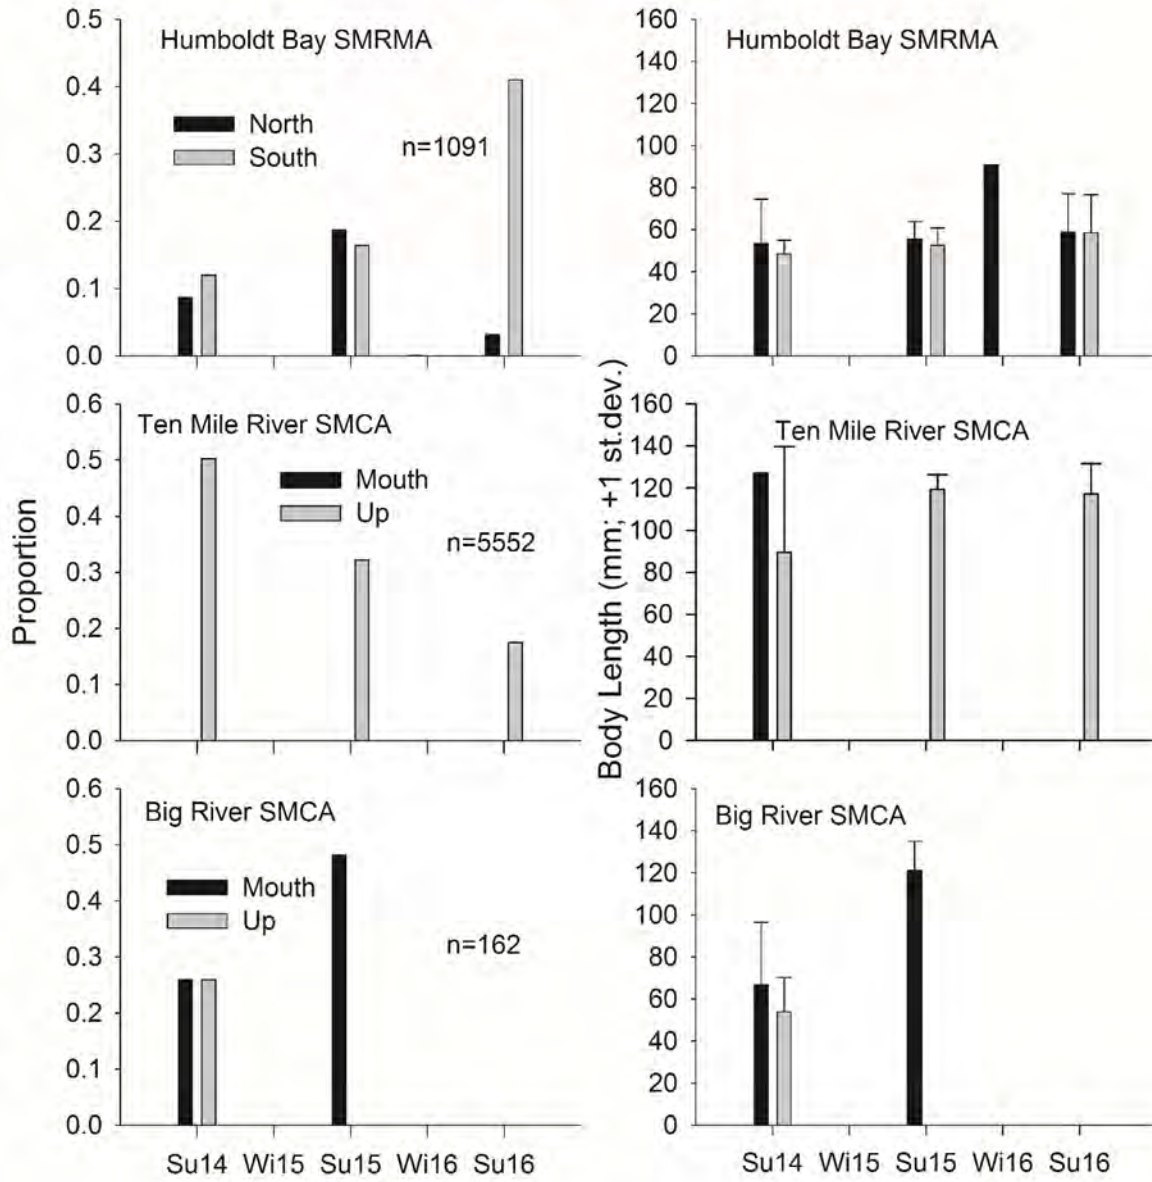 Humboldt Bay SMRMA
North
South
n=1091
0.5
0.4
0.3
0.2
0.1
0.0
Humboldt Bay SMRMA
160
140
120
100
80
60
40
20
0
Ten Mile River SMCA
Mouth
Up
n=5552
0.6
0.5
0.4
0.3
0.2
0.1
0.0
Proportion
Ten Mile River SMCA
160
140
120
100
80
60
40
20
0
Body Length (mm; +1 st.dev.)
Big River SMCA
Mouth
Up
n=162
0.6
0.5
0.4
0.3
0.2
0.1
0.0
Su14 Wi15 Su15 Wi16 Su16
Big River SMCA
160
140
120
100
80
60
40
20
0
Su14 Wi15 Su15 Wi16 Su16